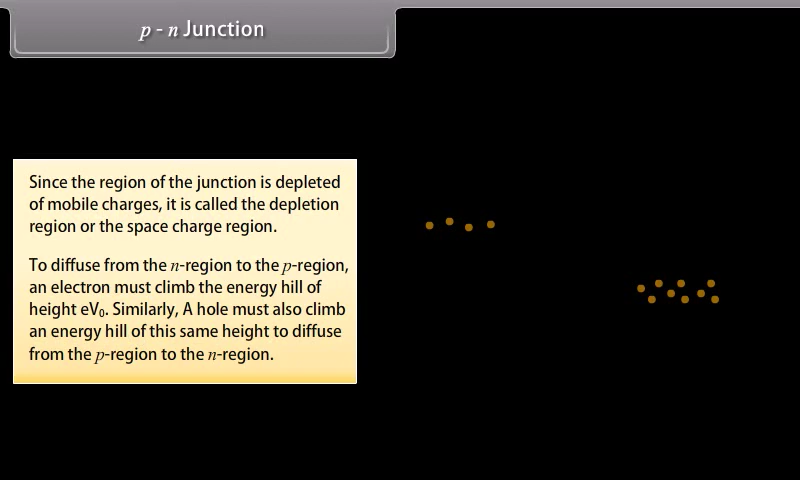 p - n Junction
Since the region of the junction is depleted
of mobile charges, it is called the depletion
region or the space charge region.
To diffuse from the n-region to the p-region,
an electron must climb the energy hill of
height eV₀. Similarly, A hole must also climb
an energy hill of this same height to diffuse
from the p-region to the n-region.